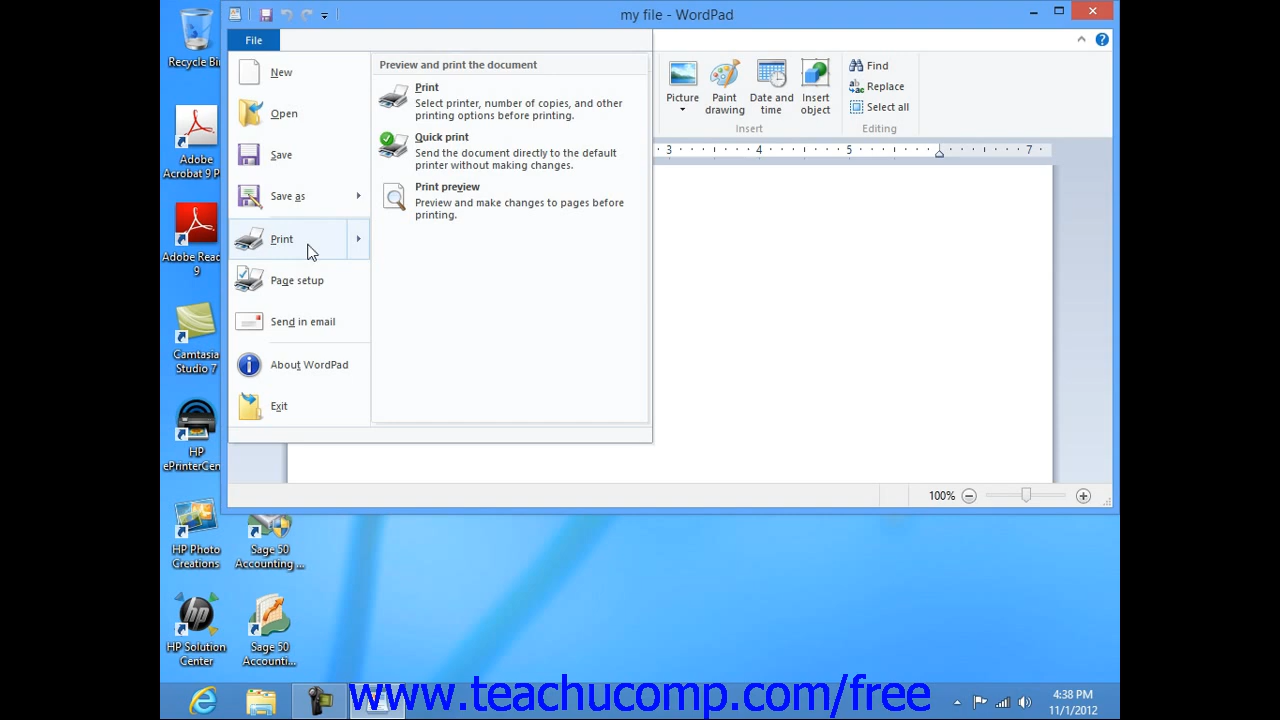 my file - WordPad
File
New
Open
Save
Save as
Print
Page setup
Send in email
About WordPad
Exit
Preview and print the document
Print
Select printer, number of copies, and other
printing options before printing.
Quick print
Send the document directly to the default
printer without making changes.
Print preview
Preview and make changes to pages before
printing.
Picture
Paint
drawing
Date and
time
Insert
object
Insert
Find
Replace
Select all
Editing
3 4 5 7
100%
Recycle Bin
Adobe
Acrobat 9 P
Adobe Read
9
Camtasia
Studio 7
HP
ePrinterCen
HP Photo
Creations
Sage 50
Accounting ...
HP Solution
Center
Sage 50
Accounti...
www.teachucomp.com/free
4:38 PM
11/1/2012